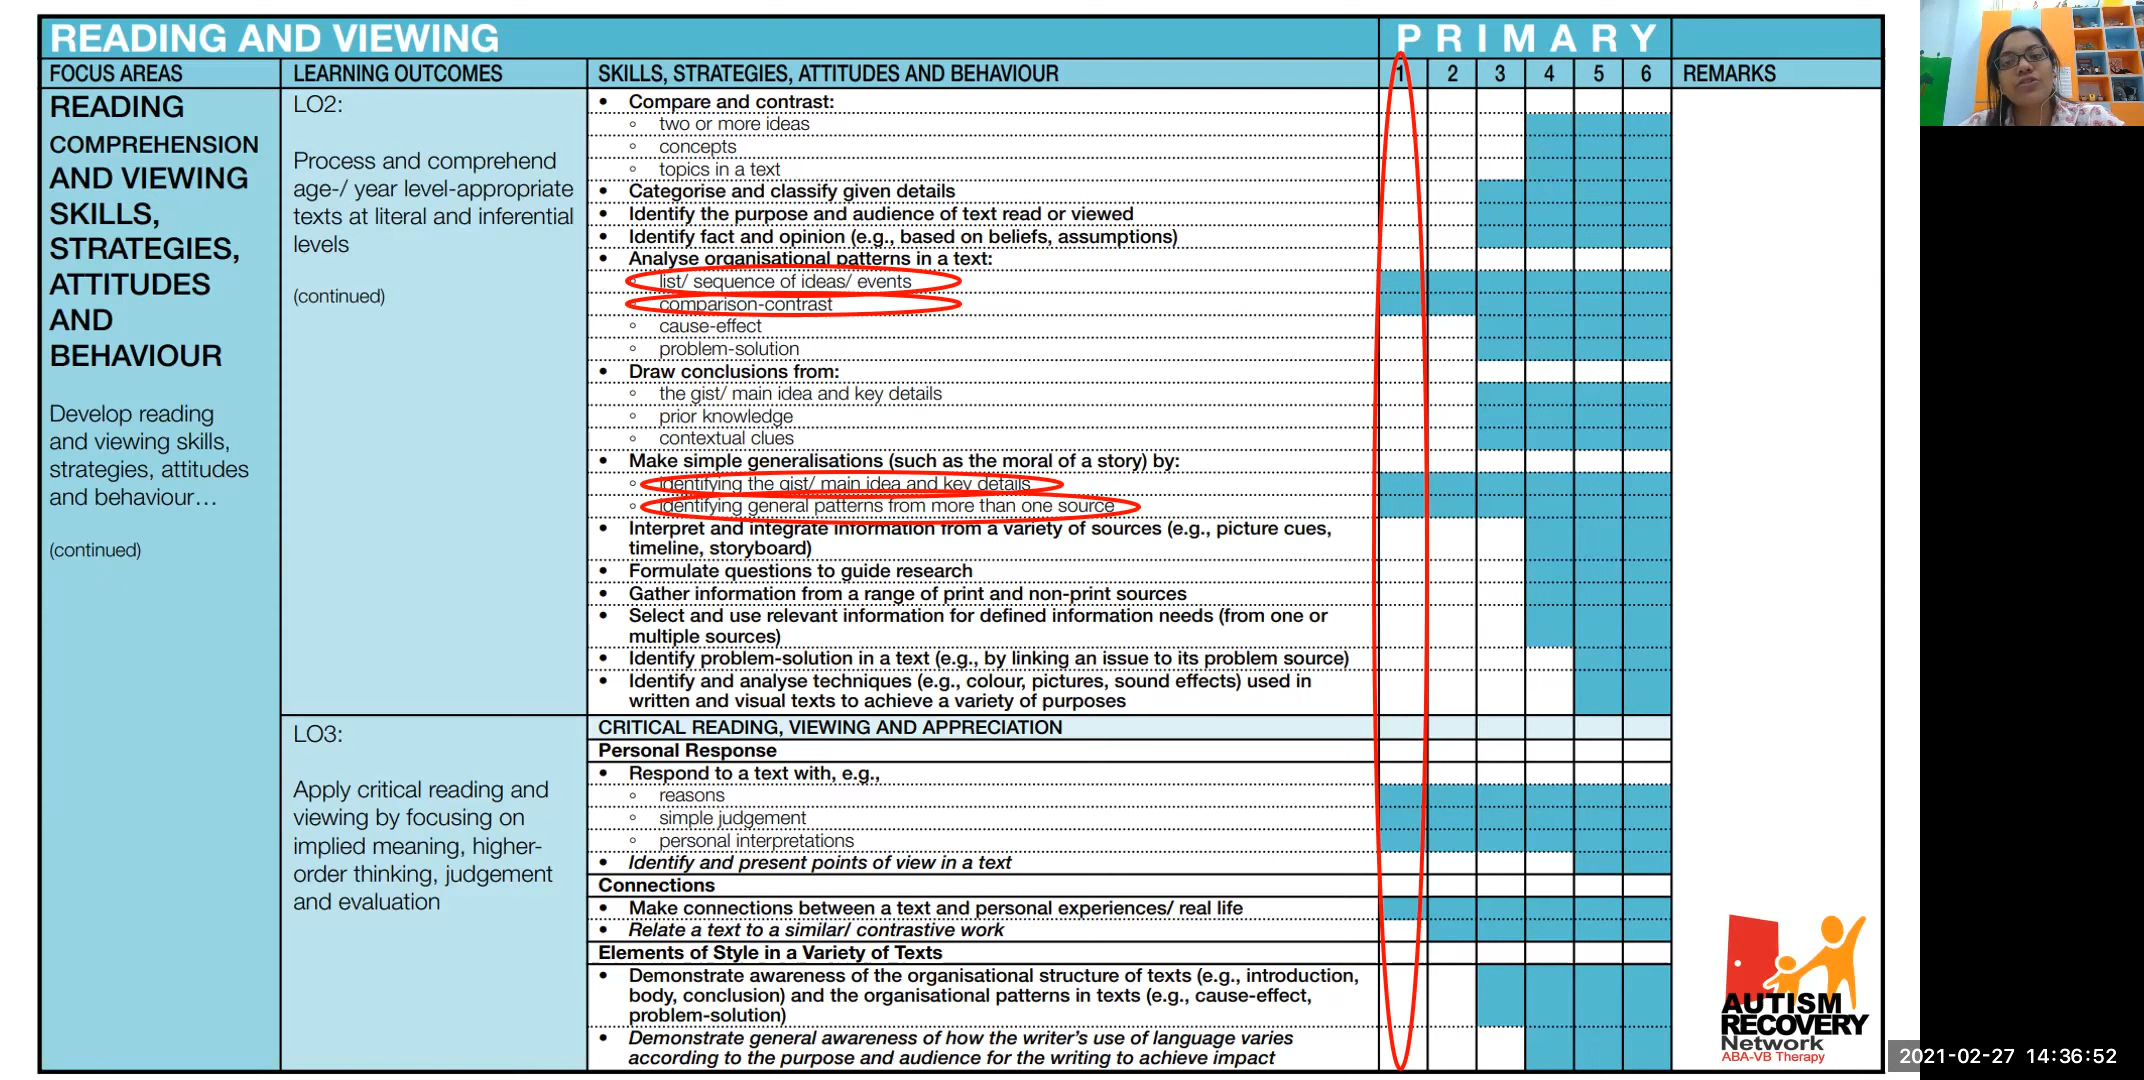 READING AND VIEWING
PRIMARY
FOCUS AREAS
LEARNING OUTCOMES
SKILLS, STRATEGIES, ATTITUDES AND BEHAVIOUR
1 2 3 4 5 6
REMARKS
READING
COMPREHENSION
AND VIEWING
SKILLS,
STRATEGIES,
ATTITUDES
AND
BEHAVIOUR
Develop reading
and viewing skills,
strategies, attitudes
and behaviour…
(continued)
LO2:
Process and comprehend
age-/ year level-appropriate
texts at literal and inferential
levels
(continued)
• Compare and contrast:
◦ two or more ideas
◦ concepts
◦ topics in a text
• Categorise and classify given details
• Identify the purpose and audience of text read or viewed
• Identify fact and opinion (e.g., based on beliefs, assumptions)
• Analyse organisational patterns in a text:
◦ list/ sequence of ideas/ events
◦ comparison-contrast
◦ cause-effect
◦ problem-solution
• Draw conclusions from:
◦ the gist/ main idea and key details
◦ prior knowledge
◦ contextual clues
• Make simple generalisations (such as the moral of a story) by:
◦ identifying the gist/ main idea and key details
◦ identifying general patterns from more than one source
• Interpret and integrate information from a variety of sources (e.g., picture cues,
timeline, storyboard)
• Formulate questions to guide research
• Gather information from a range of print and non-print sources
• Select and use relevant information for defined information needs (from one or
multiple sources)
• Identify problem-solution in a text (e.g., by linking an issue to its problem source)
• Identify and analyse techniques (e.g., colour, pictures, sound effects) used in
written and visual texts to achieve a variety of purposes
LO3:
Apply critical reading and
viewing by focusing on
implied meaning, higher-
order thinking, judgement
and evaluation
CRITICAL READING, VIEWING AND APPRECIATION
Personal Response
• Respond to a text with, e.g.,
◦ reasons
◦ simple judgement
◦ personal interpretations
• Identify and present points of view in a text
Connections
• Make connections between a text and personal experiences/ real life
• Relate a text to a similar/ contrastive work
Elements of Style in a Variety of Texts
• Demonstrate awareness of the organisational structure of texts (e.g., introduction,
body, conclusion) and the organisational patterns in texts (e.g., cause-effect,
problem-solution)
• Demonstrate general awareness of how the writer's use of language varies
according to the purpose and audience for the writing to achieve impact
AUTISM
RECOVERY
Network
ABA-VB Therapy
2021-02-27 14:36:52